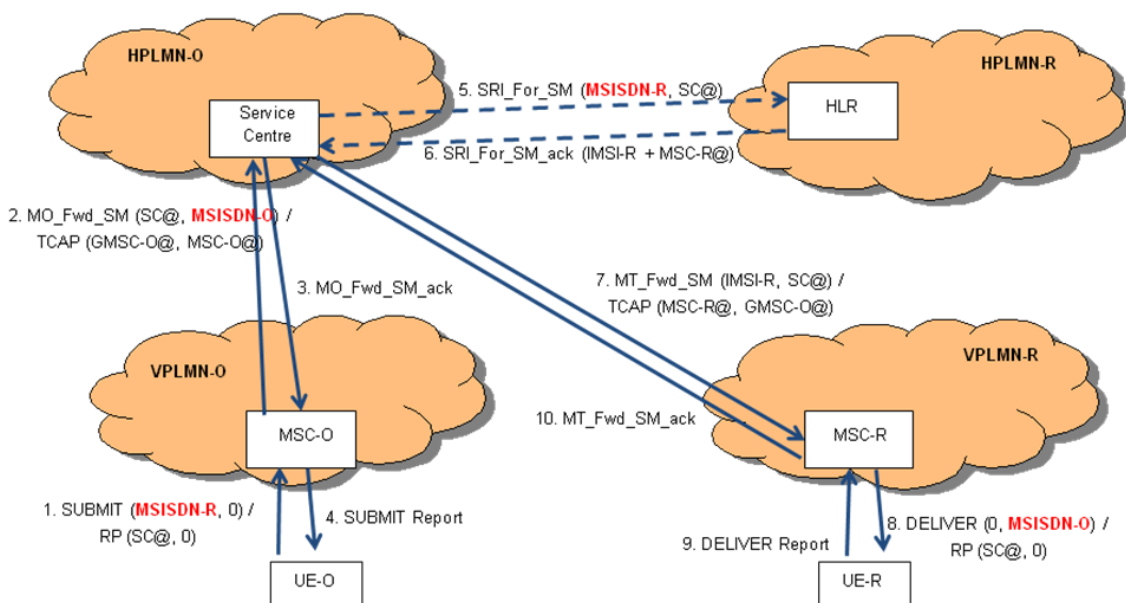 HPLMN-O
HPLMN-R
5. SRI_For_SM (MSISDN-R, SC@)
Service
Centre
HLR
6. SRI_For_SM_ack (IMSI-R + MSC-R@)
2. MO_Fwd_SM (SC@, MSISDN-O) /
TCAP (GMSC-O@, MSC-O@)
3. MO_Fwd_SM_ack
7. MT_Fwd_SM (IMSI-R, SC@) /
TCAP (MSC-R@, GMSC-O@)
VPLMN-O
VPLMN-R
10. MT_Fwd_SM_ack
MSC-O
MSC-R
1. SUBMIT (MSISDN-R, 0) /
RP (SC@, 0)
4. SUBMIT Report
8. DELIVER (0, MSISDN-O) /
RP (SC@, 0)
9. DELIVER Report
UE-O
UE-R